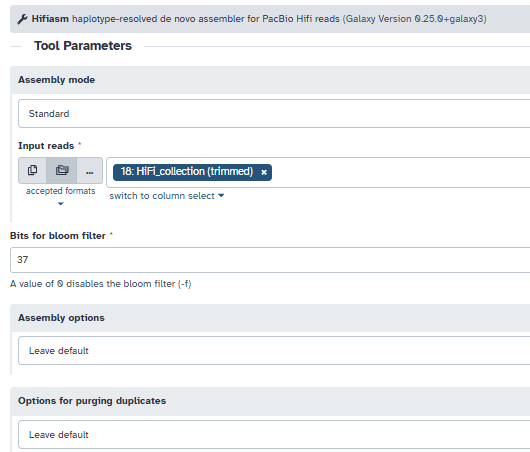 Hifiasm haplotype-resolved de novo assembler for PacBio Hifi reads (Galaxy Version 0.25.0+galaxy3)
Tool Parameters
Assembly mode
Standard
Input reads *
... 18: HiFi_collection (trimmed) ×
accepted formats switch to column select
Bits for bloom filter *
37
A value of 0 disables the bloom filter (-f)
Assembly options
Leave default
Options for purging duplicates
Leave default